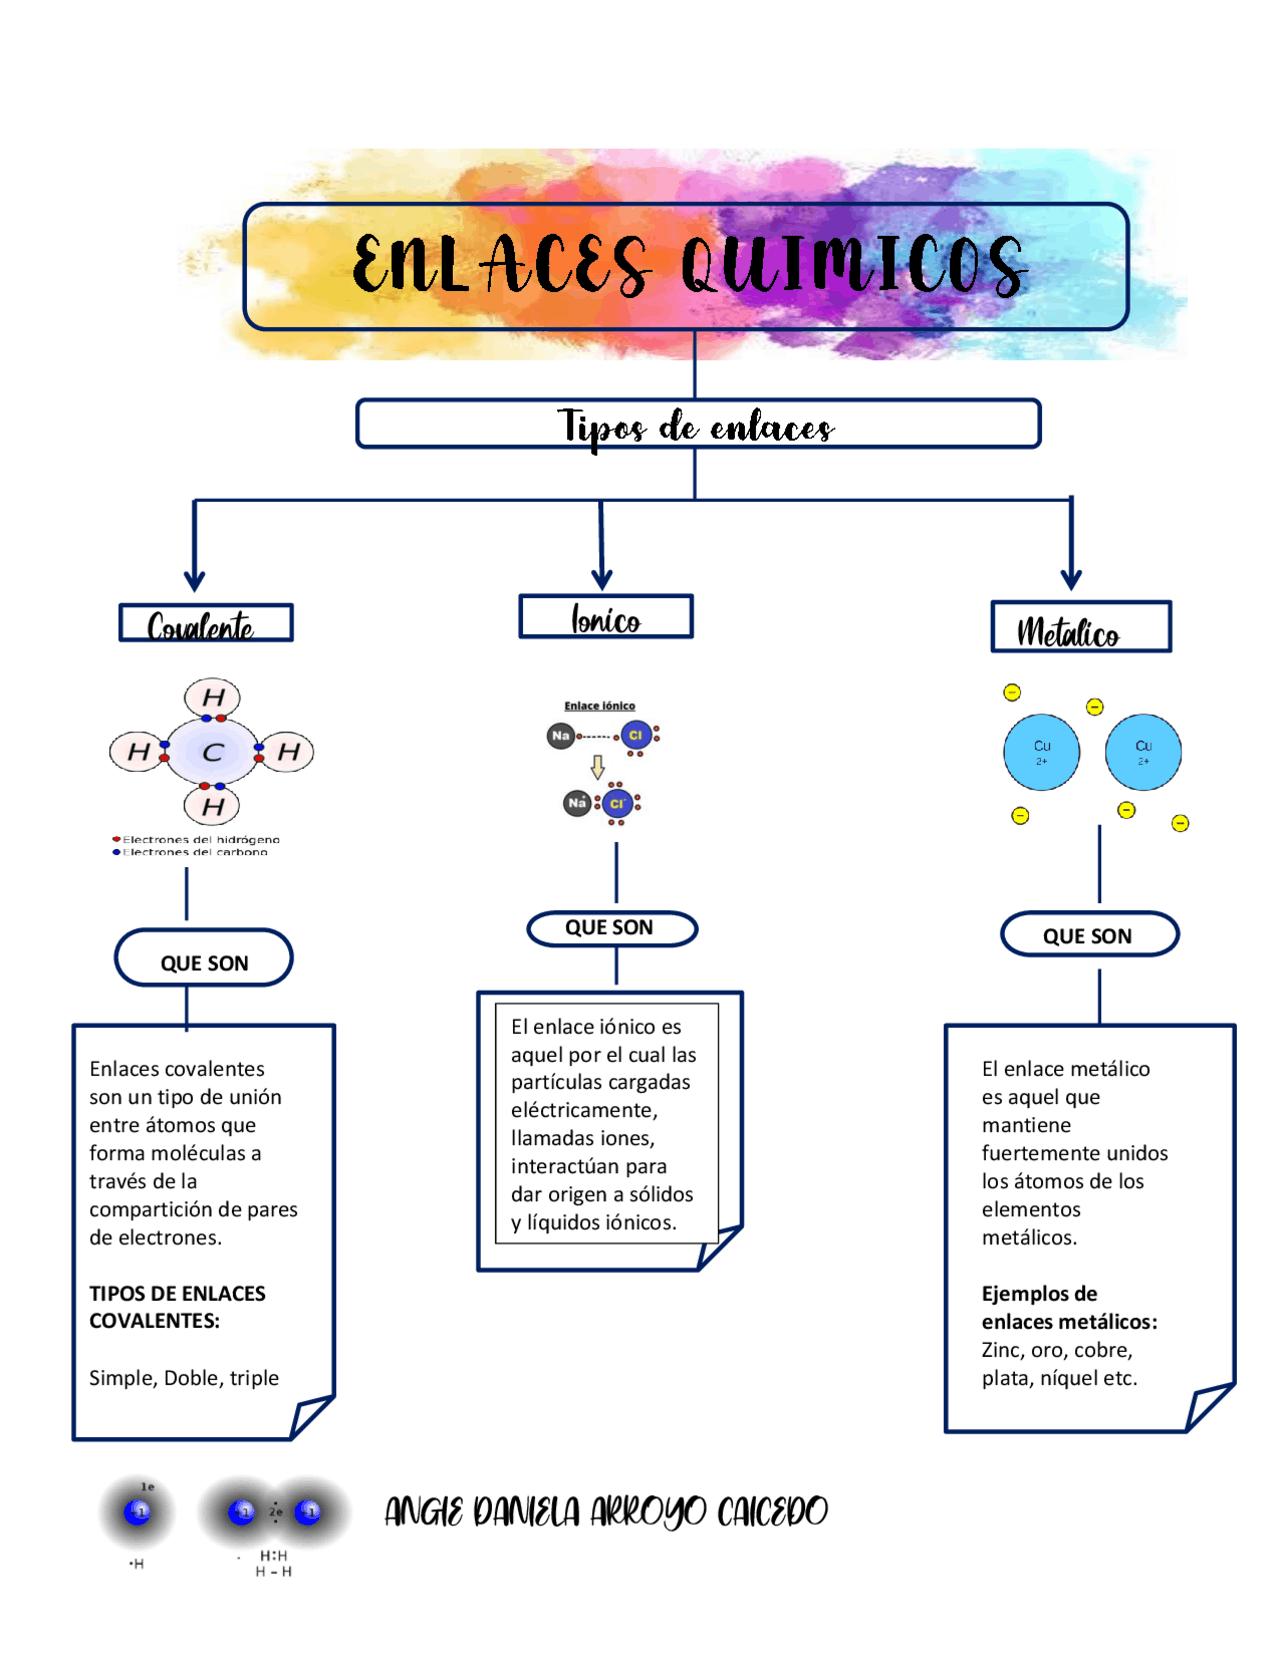 ENLACES QUIMICOS
Tipos de enlaces
Covalente
Ionico
Metalico
H
H C H
H
Electrones del hidrógeno
Electrones del carbono
Enlace iónico
Na Cl
Na+ Cl-
Cu 2+
Cu 2+
QUE SON
Enlaces covalentes
son un tipo de unión
entre átomos que
forma moléculas a
través de la
compartición de pares
de electrones.
TIPOS DE ENLACES
COVALENTES:
Simple, Doble, triple
QUE SON
El enlace iónico es
aquel por el cual las
partículas cargadas
eléctricamente,
llamadas iones,
interactúan para
dar origen a sólidos
y líquidos iónicos.
QUE SON
El enlace metálico
es aquel que
mantiene
fuertemente unidos
los átomos de los
elementos
metálicos.
Ejemplos de
enlaces metálicos:
Zinc, oro, cobre,
plata, níquel etc.
1e
1
·H
1 2e 1
H:H
H – H
ANGIE DANIELA ARROYO CAICEDO